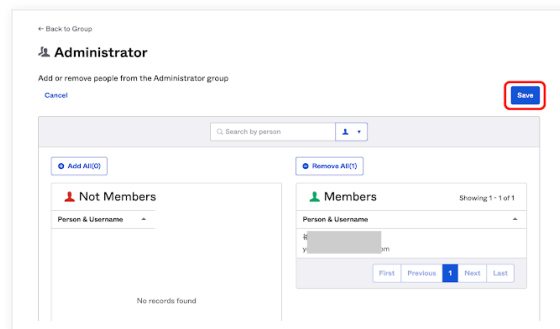 ← Back to Group
Administrator
Add or remove people from the Administrator group
Cancel
Save
Search by person
Add All(0)
Remove All(1)
Not Members
Members
Showing 1 - 1 of 1
Person & Username
Person & Username
No records found
First Previous 1 Next Last